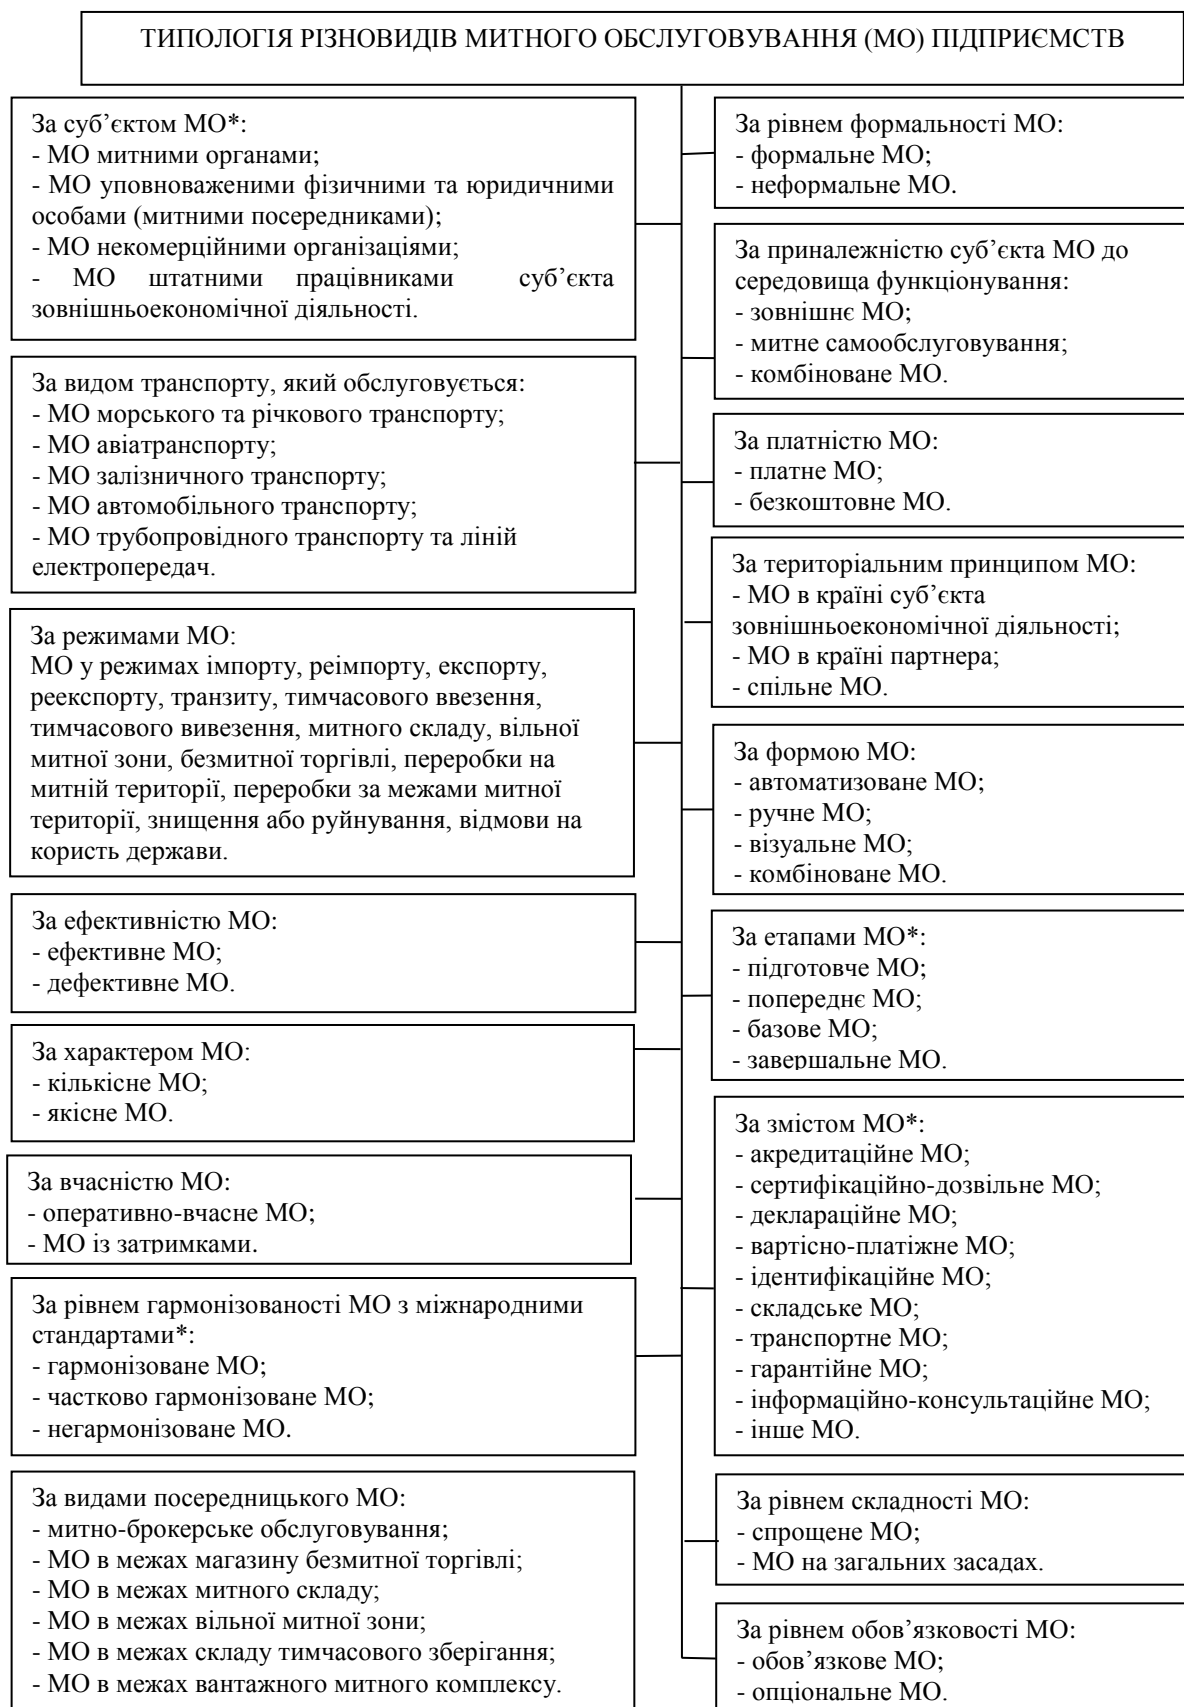 ТИПОЛОГІЯ РІЗНОВИДІВ МИТНОГО ОБСЛУГОВУВАННЯ (МО) ПІДПРИЄМСТВ
За суб’єктом МО*:
- МО митними органами;
- МО уповноваженими фізичними та юридичними
особами (митними посередниками);
- МО некомерційними організаціями;
- МО штатними працівниками суб’єкта
зовнішньоекономічної діяльності.
За видом транспорту, який обслуговується:
- МО морського та річкового транспорту;
- МО авіатранспорту;
- МО залізничного транспорту;
- МО автомобільного транспорту;
- МО трубопровідного транспорту та ліній
електропередач.
За режимами МО:
МО у режимах імпорту, реімпорту, експорту,
реекспорту, транзиту, тимчасового ввезення,
тимчасового вивезення, митного складу, вільної
митної зони, безмитної торгівлі, переробки на
митній території, переробки за межами митної
території, знищення або руйнування, відмови на
користь держави.
За ефективністю МО:
- ефективне МО;
- дефективне МО.
За характером МО:
- кількісне МО;
- якісне МО.
За вчасністю МО:
- оперативно-вчасне МО;
- МО із затримками.
За рівнем гармонізованості МО з міжнародними
стандартами*:
- гармонізоване МО;
- частково гармонізоване МО;
- негармонізоване МО.
За видами посередницького МО:
- митно-брокерське обслуговування;
- МО в межах магазину безмитної торгівлі;
- МО в межах митного складу;
- МО в межах вільної митної зони;
- МО в межах складу тимчасового зберігання;
- МО в межах вантажного митного комплексу.
За рівнем формальності МО:
- формальне МО;
- неформальне МО.
За приналежністю суб’єкта МО до
середовища функціонування:
- зовнішнє МО;
- митне самообслуговування;
- комбіноване МО.
За платністю МО:
- платне МО;
- безкоштовне МО.
За територіальним принципом МО:
- МО в країні суб’єкта
зовнішньоекономічної діяльності;
- МО в країні партнера;
- спільне МО.
За формою МО:
- автоматизоване МО;
- ручне МО;
- візуальне МО;
- комбіноване МО.
За етапами МО*:
- підготовче МО;
- попереднє МО;
- базове МО;
- завершальне МО.
За змістом МО*:
- акредитаційне МО;
- сертифікаційно-дозвільне МО;
- деклараційне МО;
- вартісно-платіжне МО;
- ідентифікаційне МО;
- складське МО;
- транспортне МО;
- гарантійне МО;
- інформаційно-консультаційне МО;
- інше МО.
За рівнем складності МО:
- спрощене МО;
- МО на загальних засадах.
За рівнем обов’язковості МО:
- обов’язкове МО;
- опціональне МО.